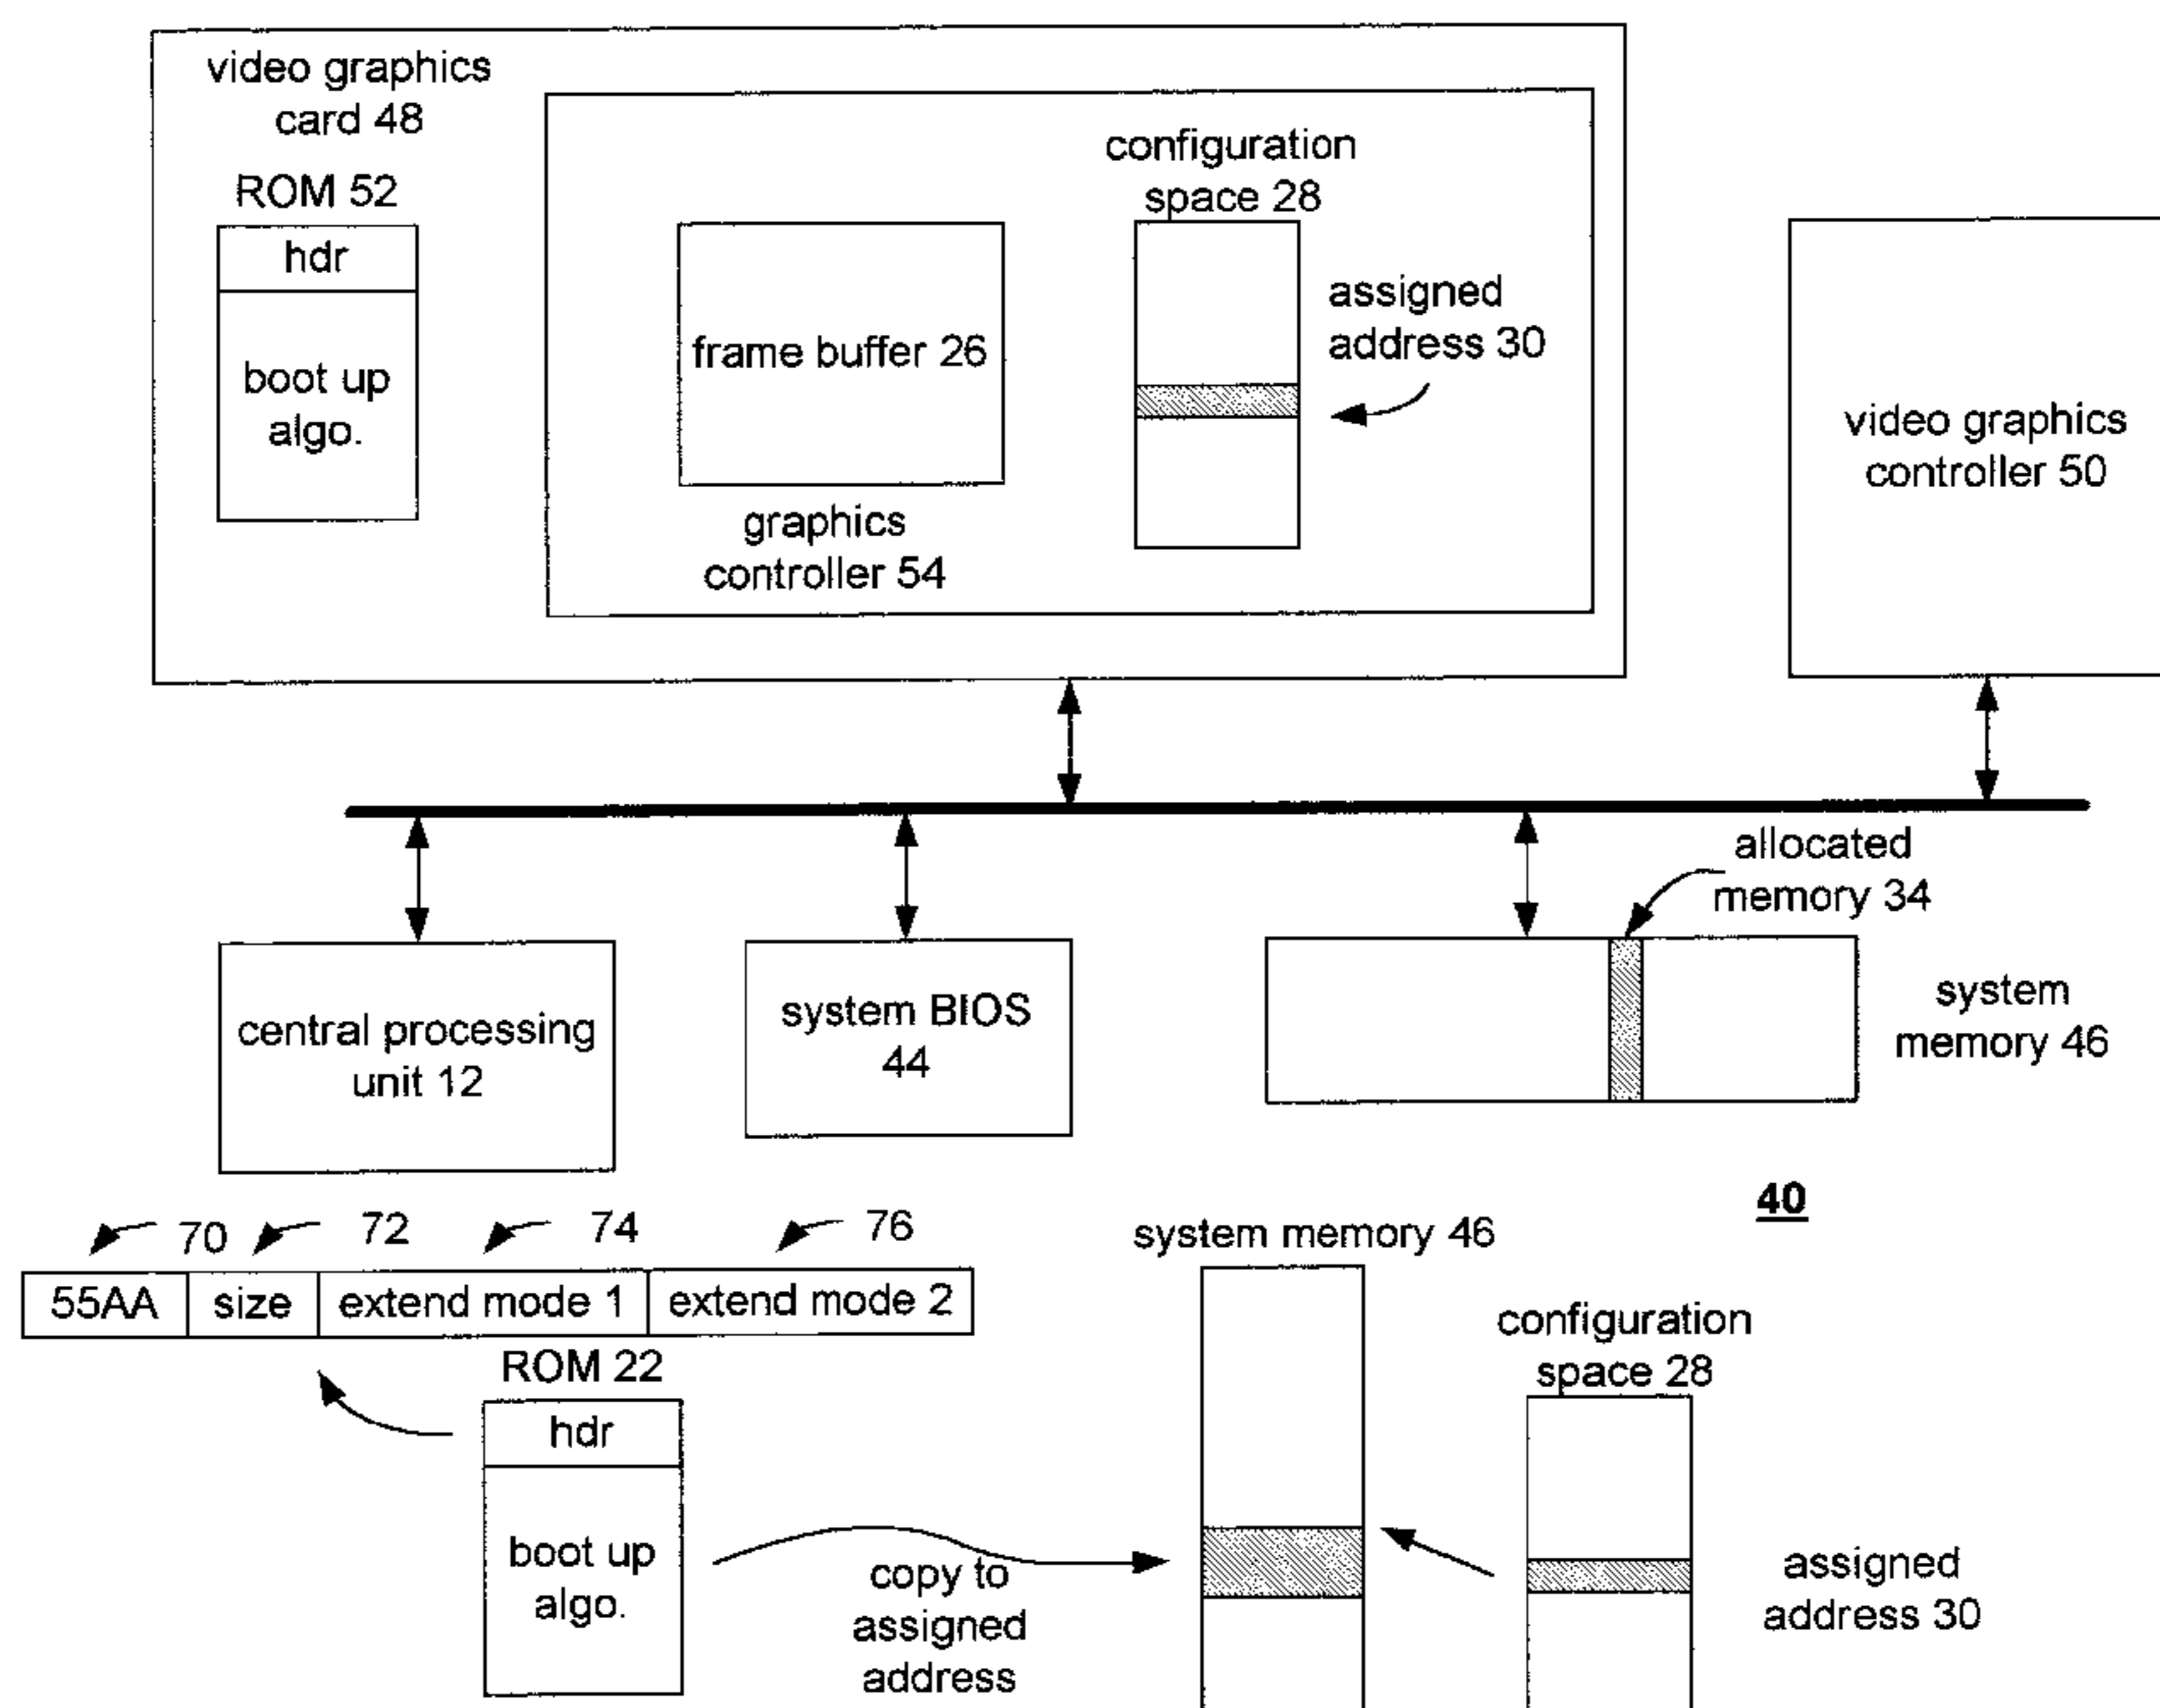 video graphics
card 48
ROM 52
hdr
boot up
algo.
frame buffer 26
graphics
controller 54
configuration
space 28
assigned
address 30
video graphics
controller 50
allocated
memory 34
central processing
unit 12
system BIOS
44
system
memory 46
40
70
72
74
76
55AA
size
extend mode 1
extend mode 2
ROM 22
hdr
boot up
algo.
copy to
assigned
address
system memory 46
configuration
space 28
assigned
address 30